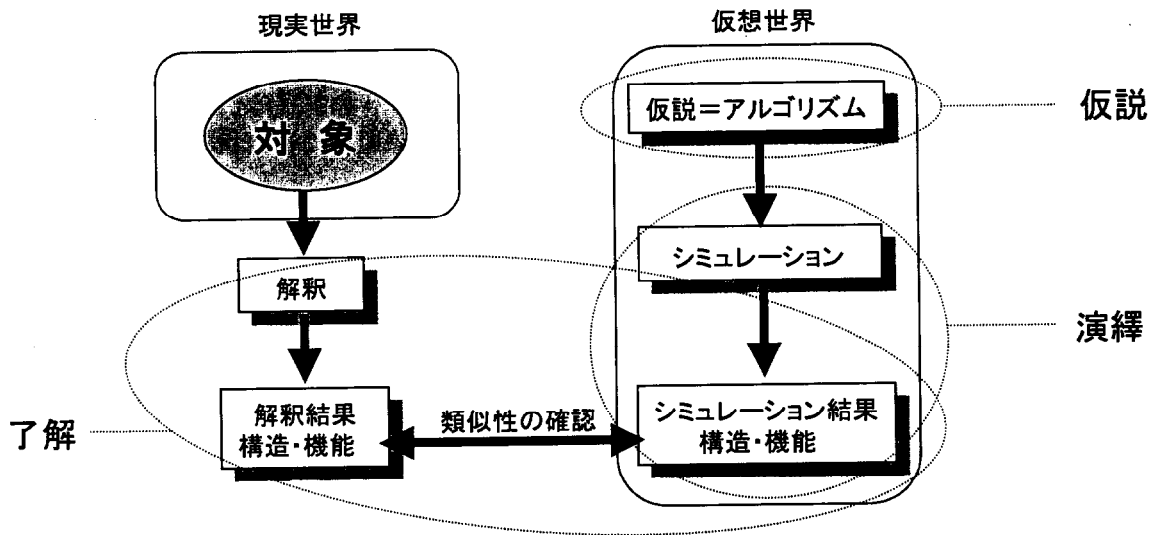 現実世界
仮想世界
対 象
仮説=アルゴリズム
仮説
シミュレーション
解釈
演繹
解釈結果
構造・機能
類似性の確認
シミュレーション結果
構造・機能
了解